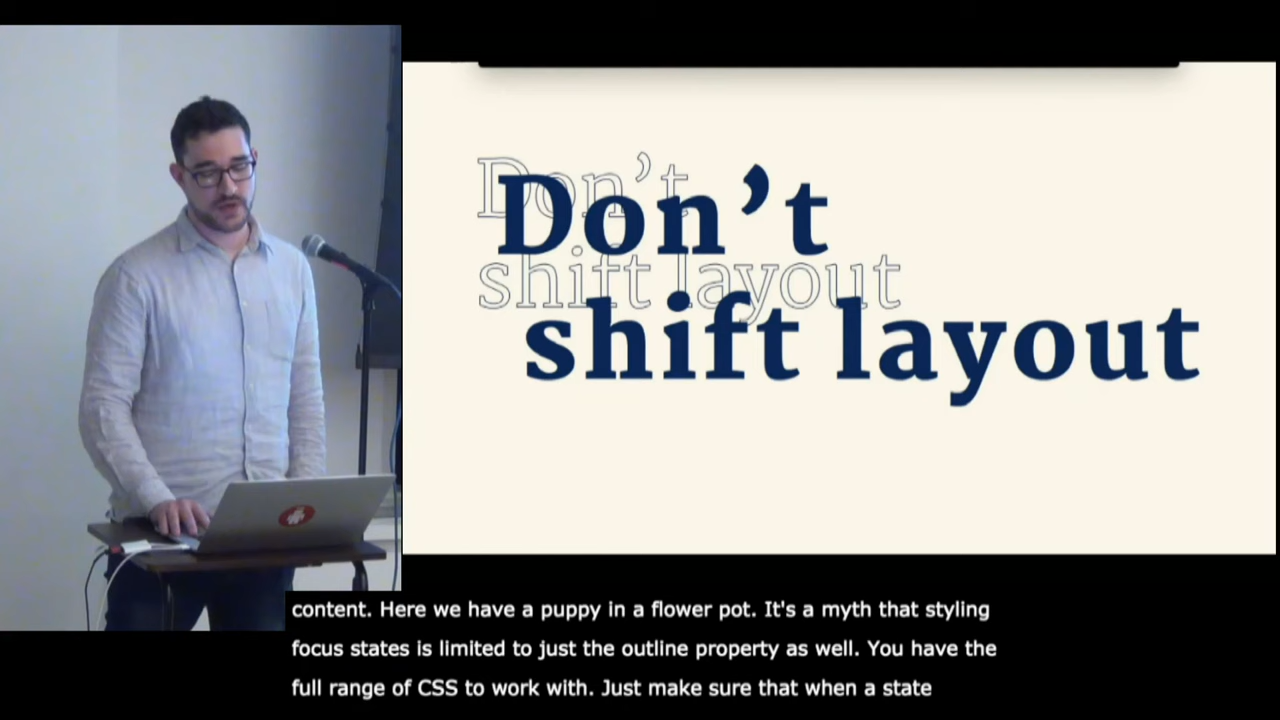 Don’t
shift layout
Don’t
shift layout
content. Here we have a puppy in a flower pot. It's a myth that styling
focus states is limited to just the outline property as well. You have the
full range of CSS to work with. Just make sure that when a state